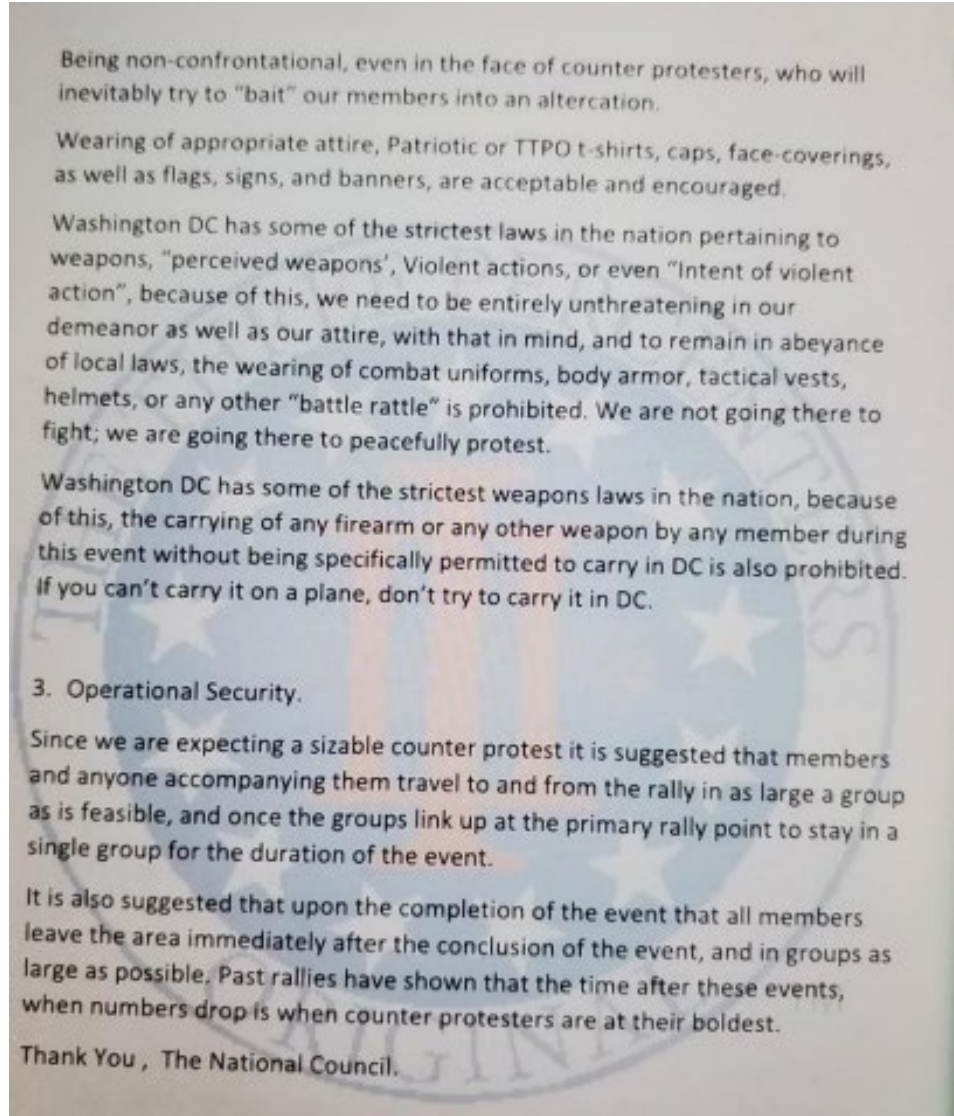 Being non-confrontational, even in the face of counter protesters, who will
inevitably try to "bait" our members into an altercation.
Wearing of appropriate attire, Patriotic or TTPO t-shirts, caps, face-coverings,
as well as flags, signs, and banners, are acceptable and encouraged.
Washington DC has some of the strictest laws in the nation pertaining to
weapons, "perceived weapons', Violent actions, or even "Intent of violent
action", because of this, we need to be entirely unthreatening in our
demeanor as well as our attire, with that in mind, and to remain in abeyance
of local laws, the wearing of combat uniforms, body armor, tactical vests,
helmets, or any other "battle rattle" is prohibited. We are not going there to
fight; we are going there to peacefully protest.
Washington DC has some of the strictest weapons laws in the nation, because
of this, the carrying of any firearm or any other weapon by any member during
this event without being specifically permitted to carry in DC is also prohibited.
If you can't carry it on a plane, don't try to carry it in DC.
3. Operational Security.
Since we are expecting a sizable counter protest it is suggested that members
and anyone accompanying them travel to and from the rally in as large a group
as is feasible, and once the groups link up at the primary rally point to stay in a
single group for the duration of the event.
It is also suggested that upon the completion of the event that all members
leave the area immediately after the conclusion of the event, and in groups as
large as possible. Past rallies have shown that the time after these events,
when numbers drop is when counter protesters are at their boldest.
Thank You , The National Council.